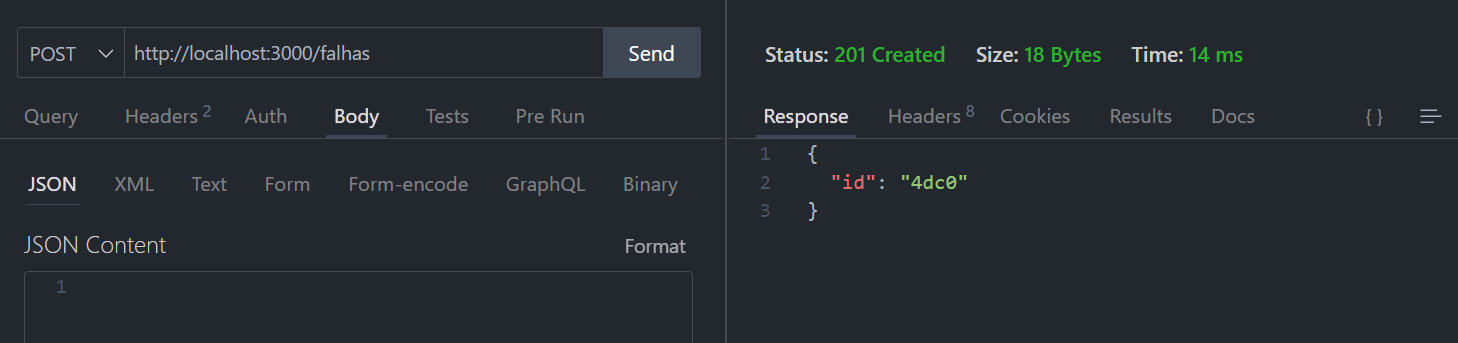 POST http://localhost:3000/falhas Send
Query Headers 2 Auth Body Tests Pre Run
JSON XML Text Form Form-encode GraphQL Binary
JSON Content Format
1
Status: 201 Created Size: 18 Bytes Time: 14 ms
Response Headers 8 Cookies Results Docs { }
1 {
2 "id": "4dc0"
3 }